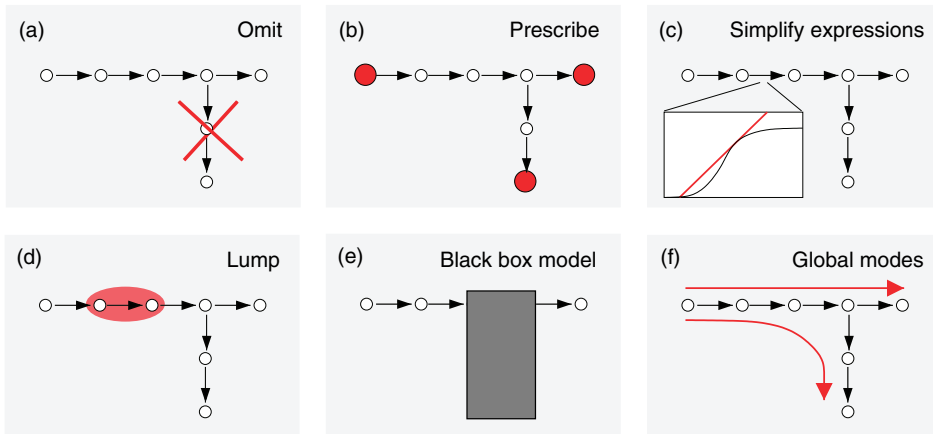 (a) Omit
(b) Prescribe
(c) Simplify expressions
(d) Lump
(e) Black box model
(f) Global modes